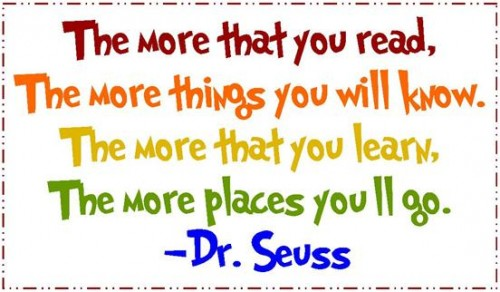 The more that you read,
The more things you will know.
The more that you learn,
The more places you ll go.
-Dr. Seuss